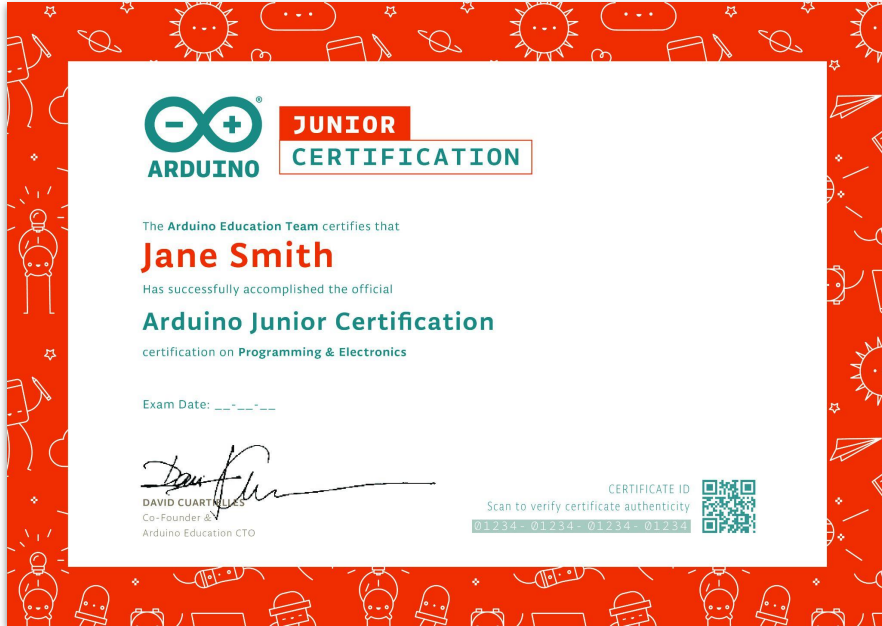 ARDUINO
JUNIOR
CERTIFICATION
The Arduino Education Team certifies that
Jane Smith
Has successfully accomplished the official
Arduino Junior Certification
certification on Programming & Electronics
Exam Date: __-__-__
DAVID CUARTIELLES
Co-Founder &
Arduino Education CTO
CERTIFICATE ID
Scan to verify certificate authenticity
01234- 01234- 01234- 01234